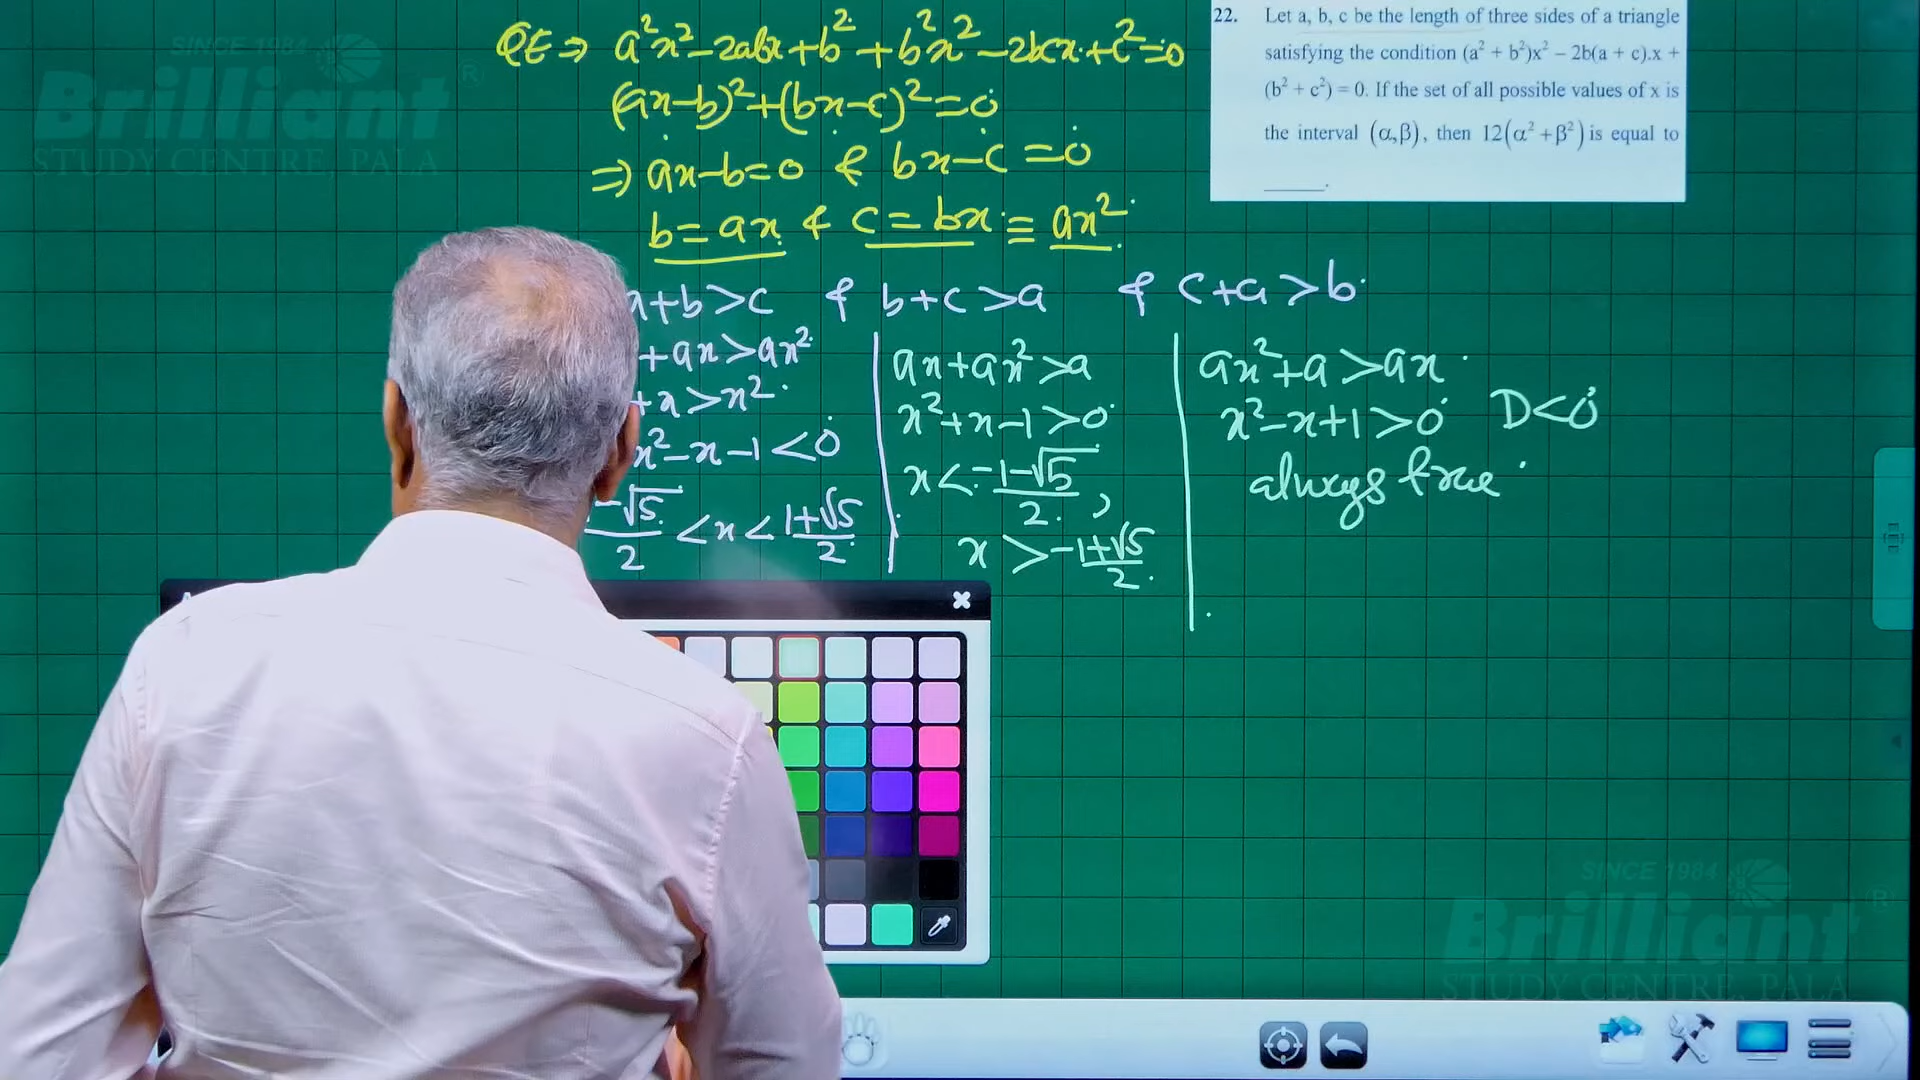 SINCE 1984
Brilliant ®
STUDY CENTRE, PALA
QE ⇒ a²x² − 2abx + b² + b²x² − 2bcx + c² = 0
(ax − b)² + (bx − c)² = 0
⇒ ax − b = 0 & bx − c = 0
b = ax & c = bx ≡ ax²
22. Let a, b, c be the length of three sides of a triangle
satisfying the condition (a² + b²)x² − 2b(a + c).x +
(b² + c²) = 0. If the set of all possible values of x is
the interval (α,β), then 12(α² + β²) is equal to
______.
a + b > c & b + c > a & c + a > b
+ ax > ax²
+ x > x²
x² − x − 1 < 0
−√5/2 < x < 1+√5/2
ax + ax² > a
x² + x − 1 > 0
x < −1−√5/2 ,
x > −1+√5/2
ax² + a > ax
x² − x + 1 > 0 D < 0
always true
SINCE 1984
Brilliant ®
STUDY CENTRE, PALA